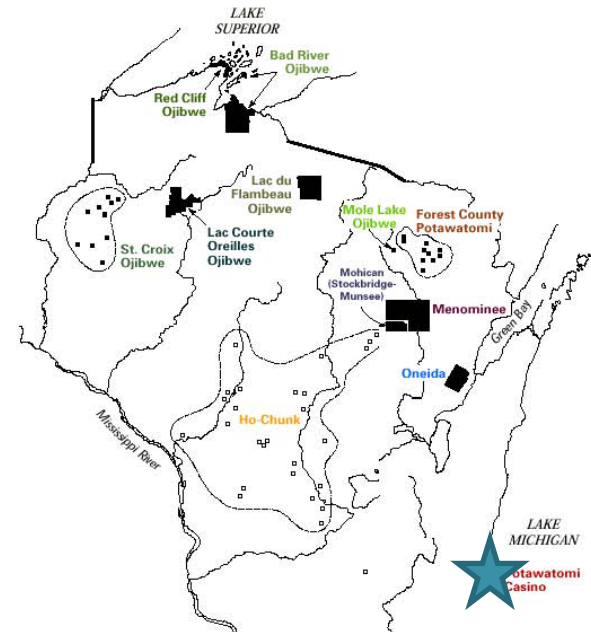 LAKE
SUPERIOR
Bad River
Ojibwe
Red Cliff
Ojibwe
Lac du
Flambeau
Ojibwe
Mole Lake
Ojibwe
Forest County
Potawatomi
St. Croix
Ojibwe
Lac Courte
Oreilles
Ojibwe
Mohican
(Stockbridge-
Munsee)
Menominee
Green Bay
Oneida
Ho-Chunk
Mississippi River
LAKE
MICHIGAN
Potawatomi
Casino